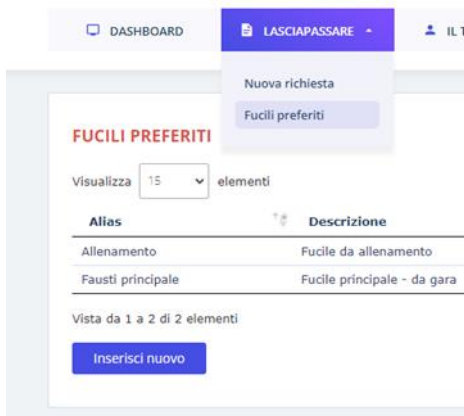 DASHBOARD LASCIAPASSARE IL
Nuova richiesta
Fucili preferiti
FUCILI PREFERITI
Visualizza 15 elementi
Alias Descrizione
Allenamento Fucile da allenamento
Fausti principale Fucile principale - da gara
Vista da 1 a 2 di 2 elementi
Inserisci nuovo